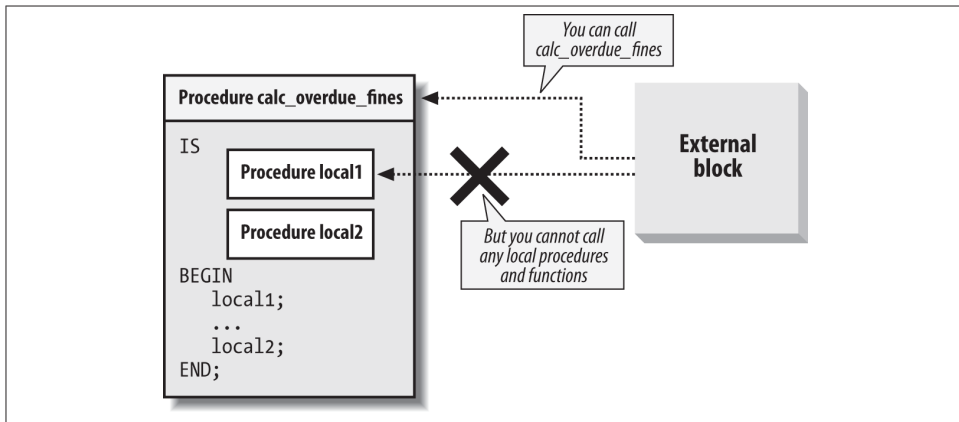 You can call
calc_overdue_fines
Procedure calc_overdue_fines
IS
Procedure local1
External
block
Procedure local2
But you cannot call
any local procedures
and functions
BEGIN
local1;
...
local2;
END;